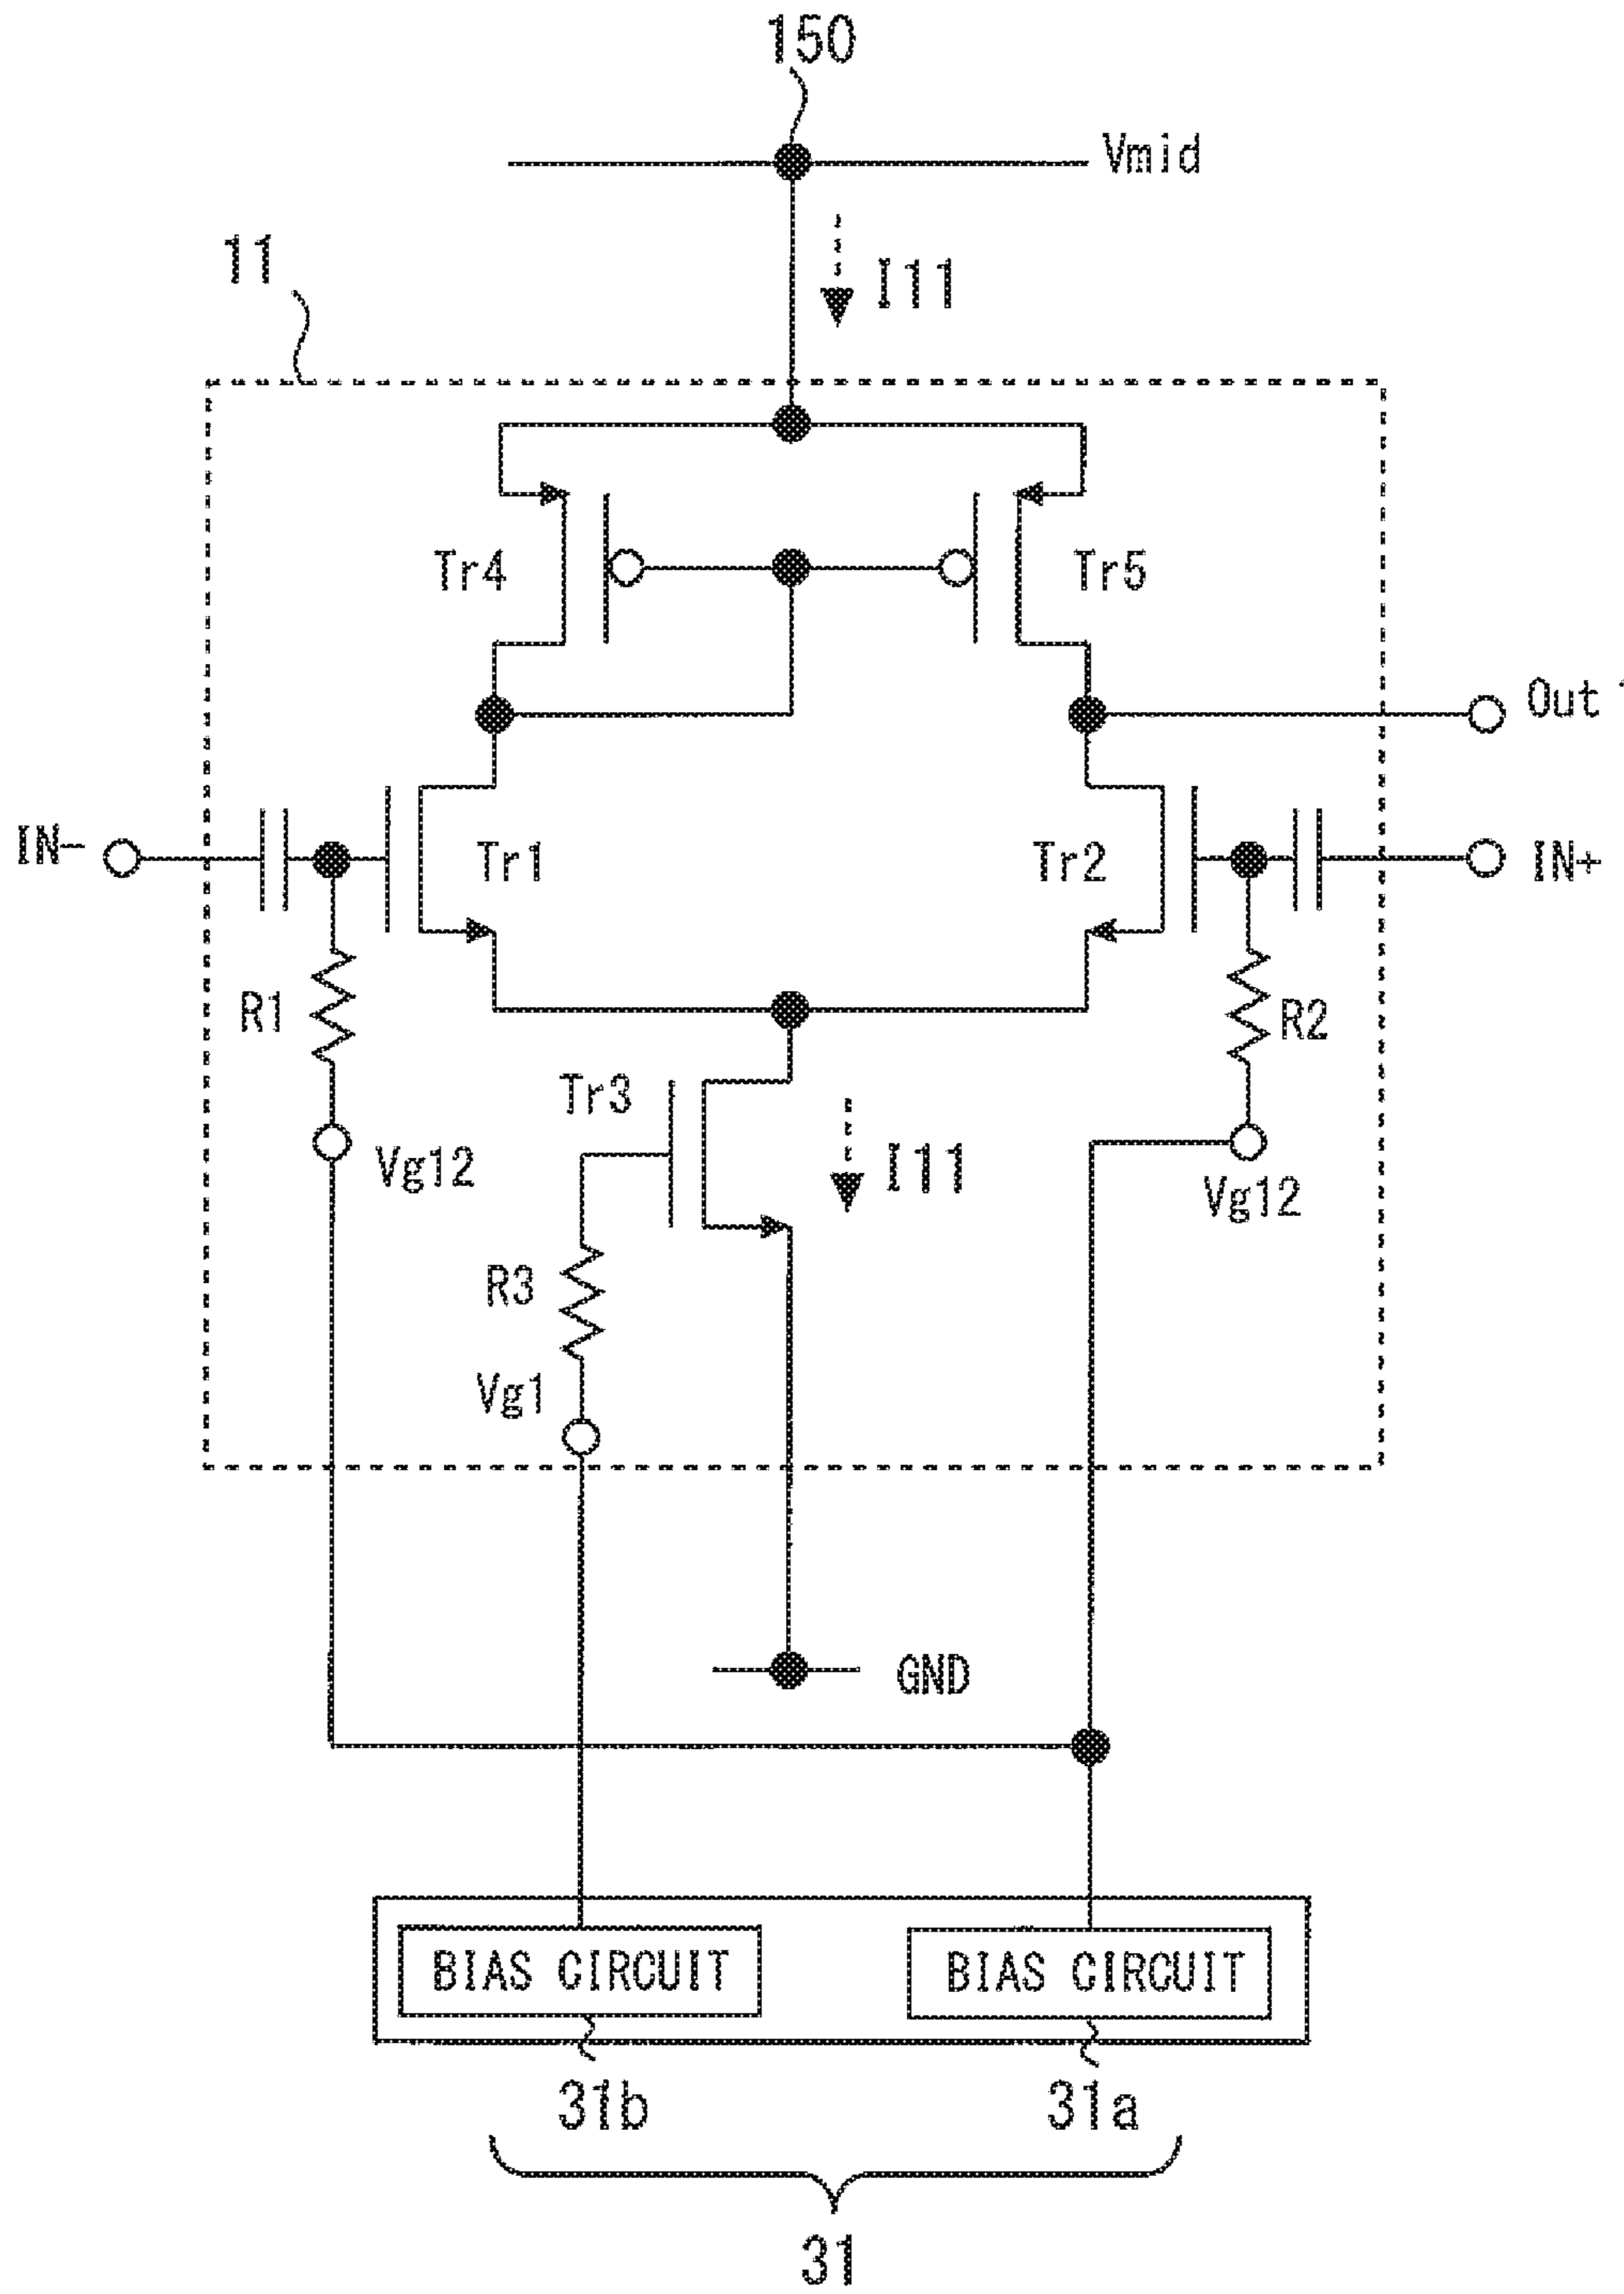 150
Vmid
I11
11
Tr4
Tr5
Out 1
IN-
Tr1
Tr2
IN+
R1
R2
Tr3
I11
Vg12
Vg12
R3
Vg1
GND
BIAS CIRCUIT
BIAS CIRCUIT
31b
31a
31